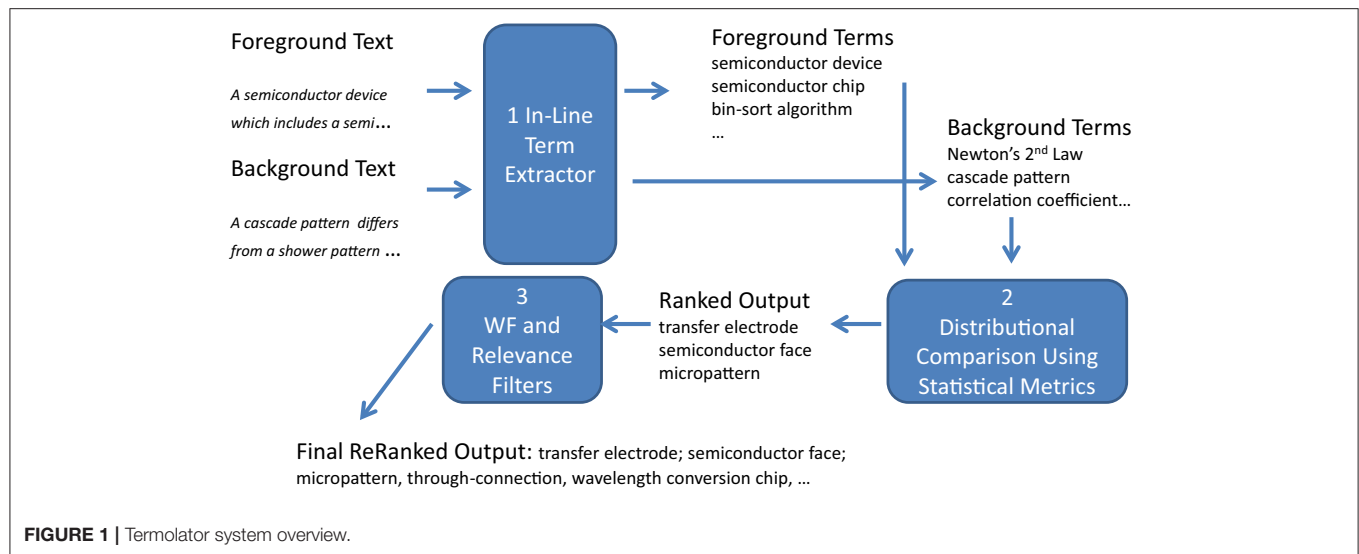 Foreground Text
A semiconductor device
which includes a semi...
Background Text
A cascade pattern differs
from a shower pattern ...
1 In-Line
Term
Extractor
Foreground Terms
semiconductor device
semiconductor chip
bin-sort algorithm
...
Background Terms
Newton's 2nd Law
cascade pattern
correlation coefficient...
2
Distributional
Comparison Using
Statistical Metrics
Ranked Output
transfer electrode
semiconductor face
micropattern
3
WF and
Relevance
Filters
Final ReRanked Output: transfer electrode; semiconductor face;
micropattern, through-connection, wavelength conversion chip, ...
FIGURE 1 | Termolator system overview.